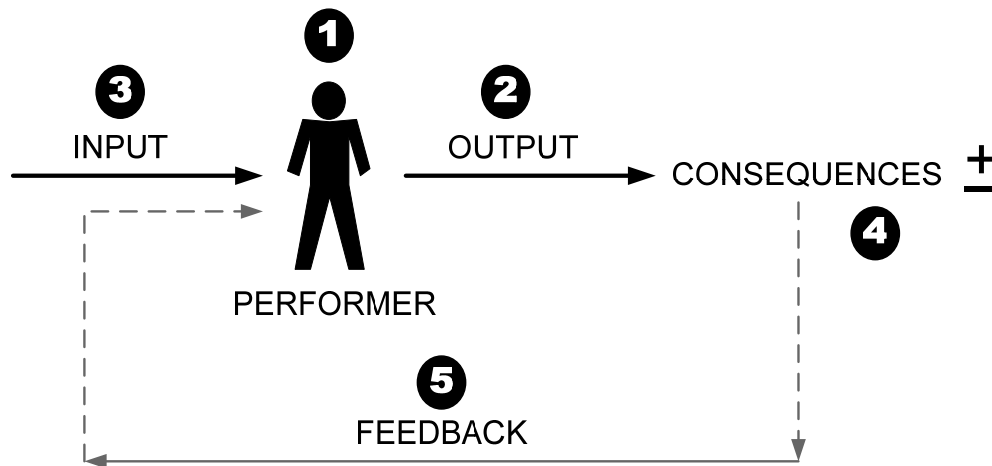 1
3
2
INPUT
OUTPUT
CONSEQUENCES ±
4
PERFORMER
5
FEEDBACK